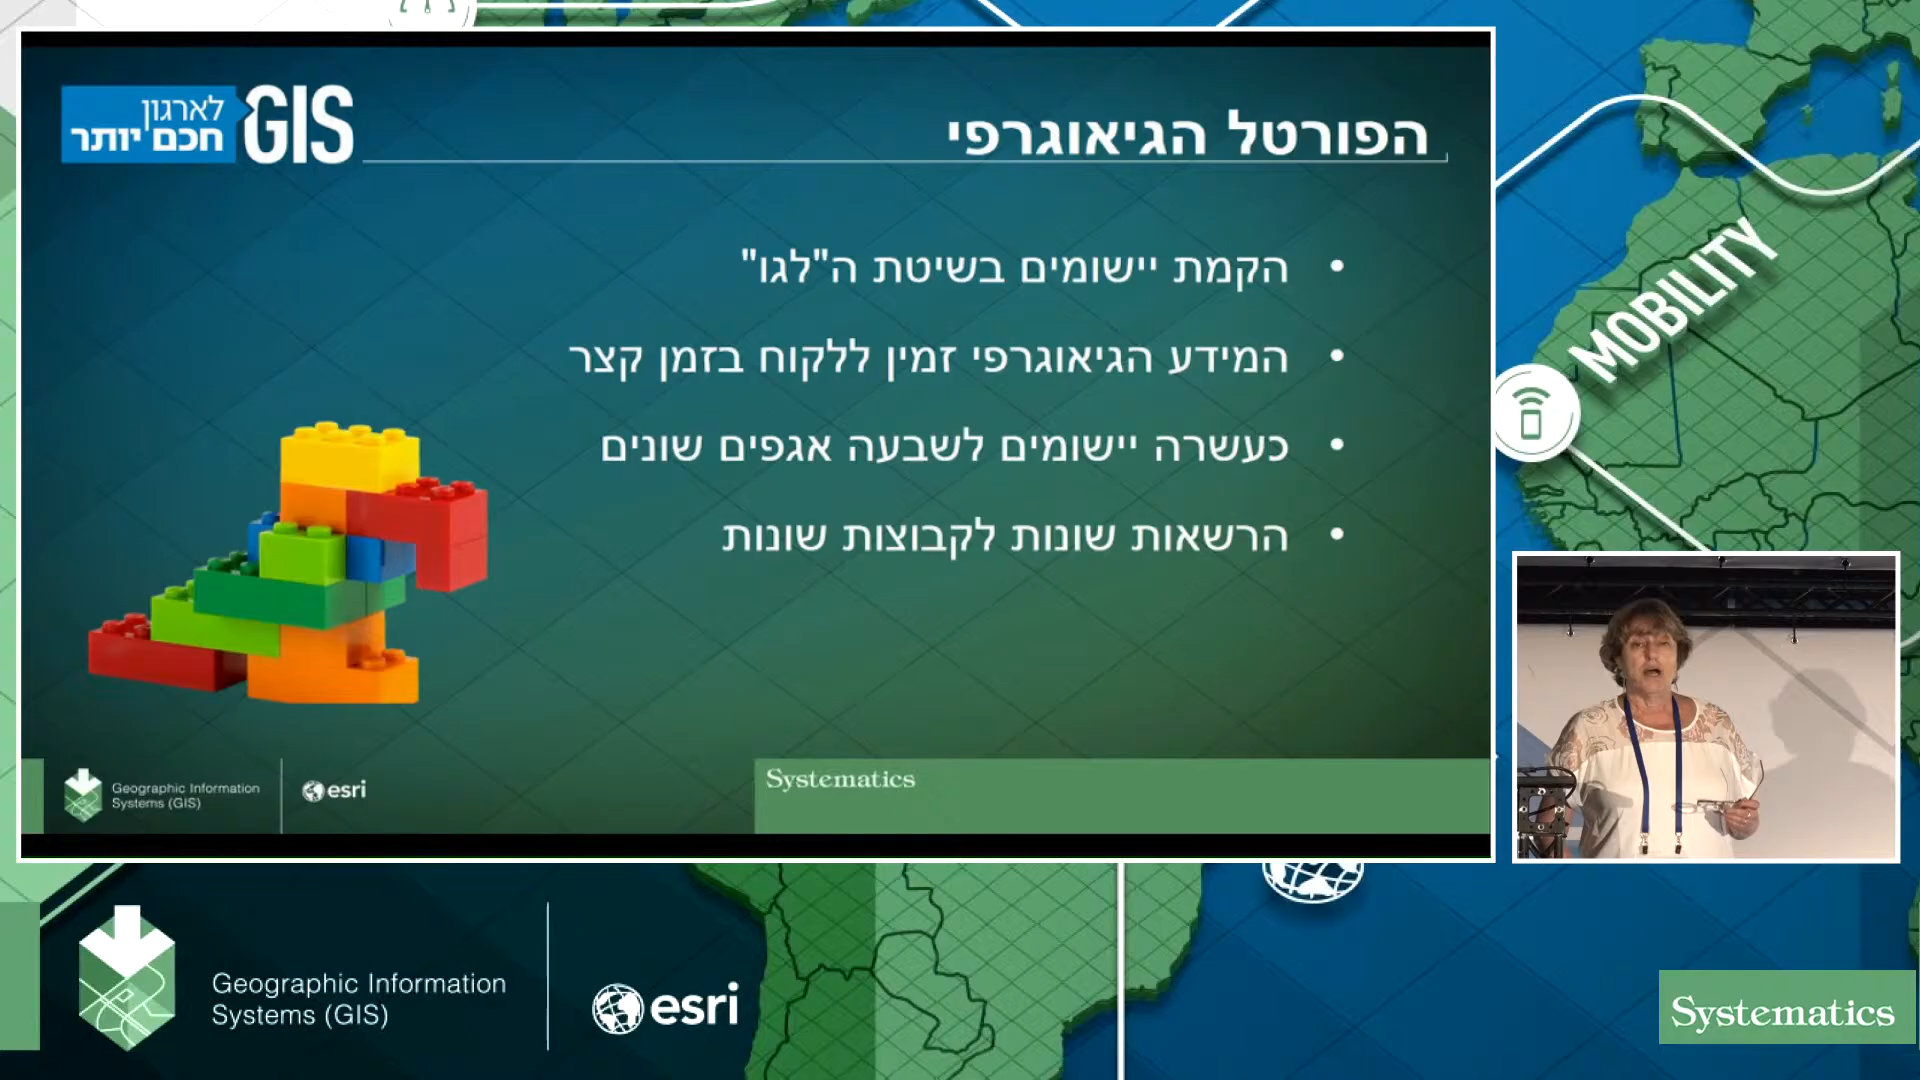 GIS לארגון
חכם יותר
הפורטל הגיאוגרפי
• הקמת יישומים בשיטת ה"לגו"
• המידע הגיאוגרפי זמין ללקוח בזמן קצר
• כעשרה יישומים לשבעה אגפים שונים
• הרשאות שונות לקבוצות שונות
Geographic Information
Systems (GIS)
esri
Systematics
MOBILITY
Geographic Information
Systems (GIS)
esri
Systematics